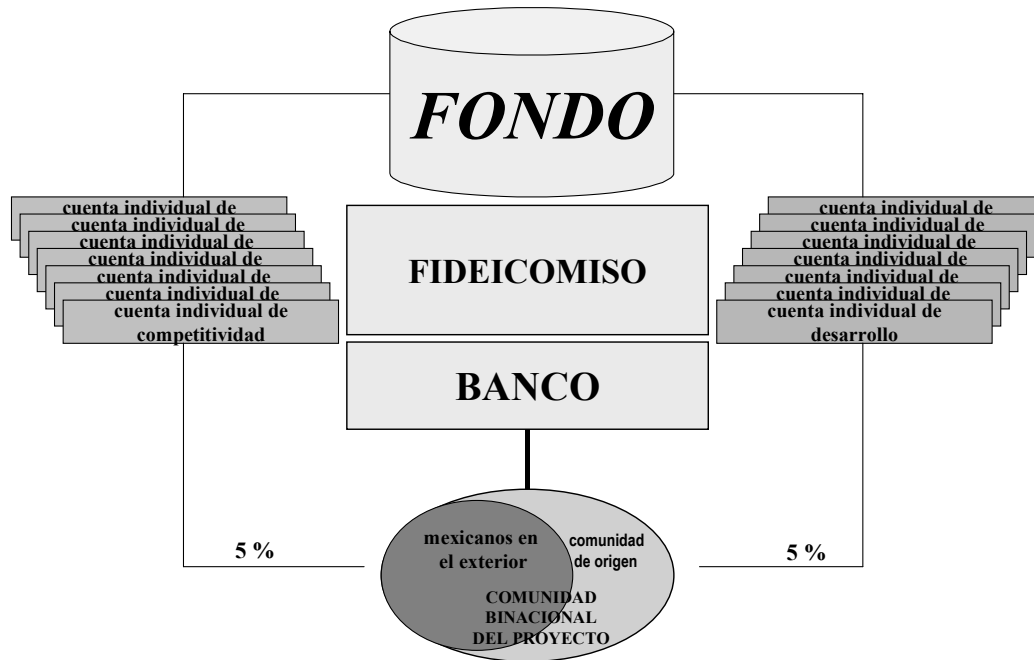 FONDO
cuenta individual de
cuenta individual de
cuenta individual de
cuenta individual de
cuenta individual de
cuenta individual de
cuenta individual de
competitividad
FIDEICOMISO
BANCO
cuenta individual de
cuenta individual de
cuenta individual de
cuenta individual de
cuenta individual de
cuenta individual de
cuenta individual de
desarrollo
5 %
mexicanos en
el exterior
comunidad
de origen
COMUNIDAD
BINACIONAL
DEL PROYECTO
5 %